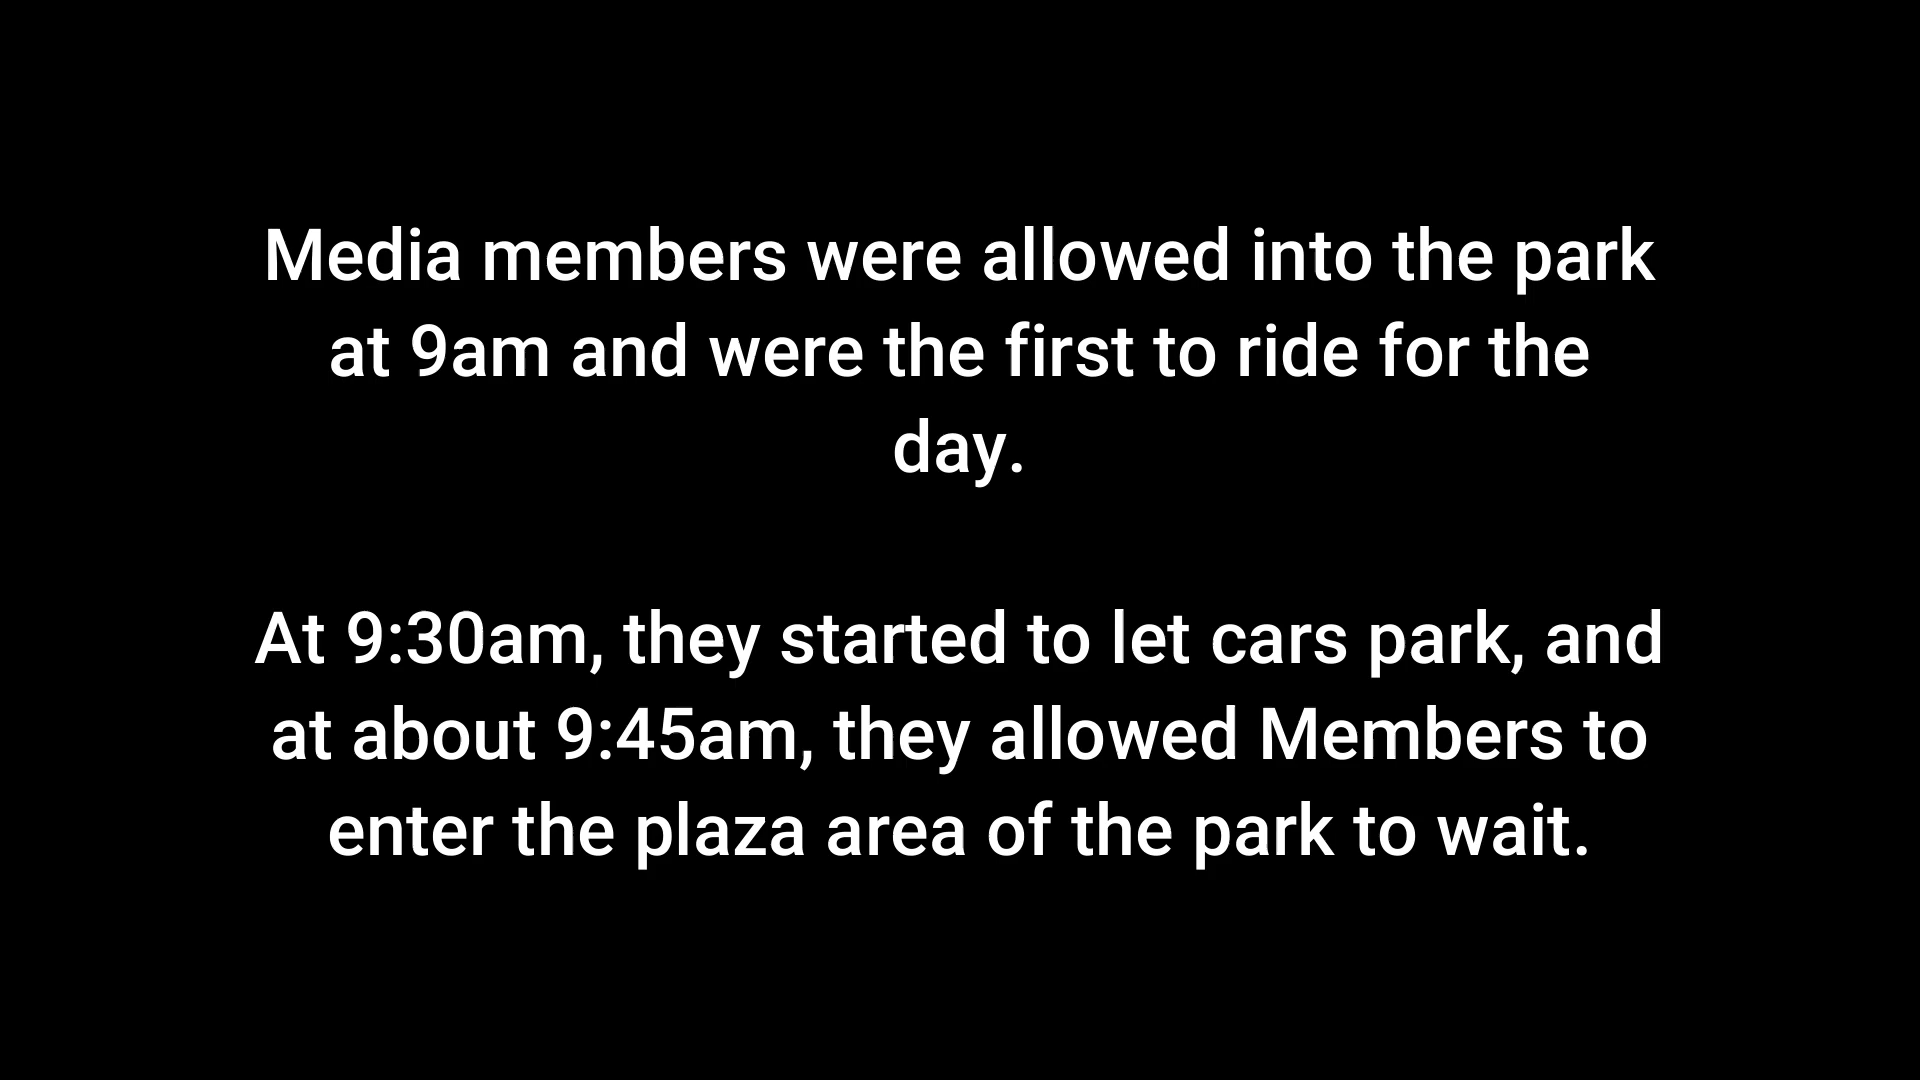 Media members were allowed into the park
at 9am and were the first to ride for the
day.
At 9:30am, they started to let cars park, and
at about 9:45am, they allowed Members to
enter the plaza area of the park to wait.